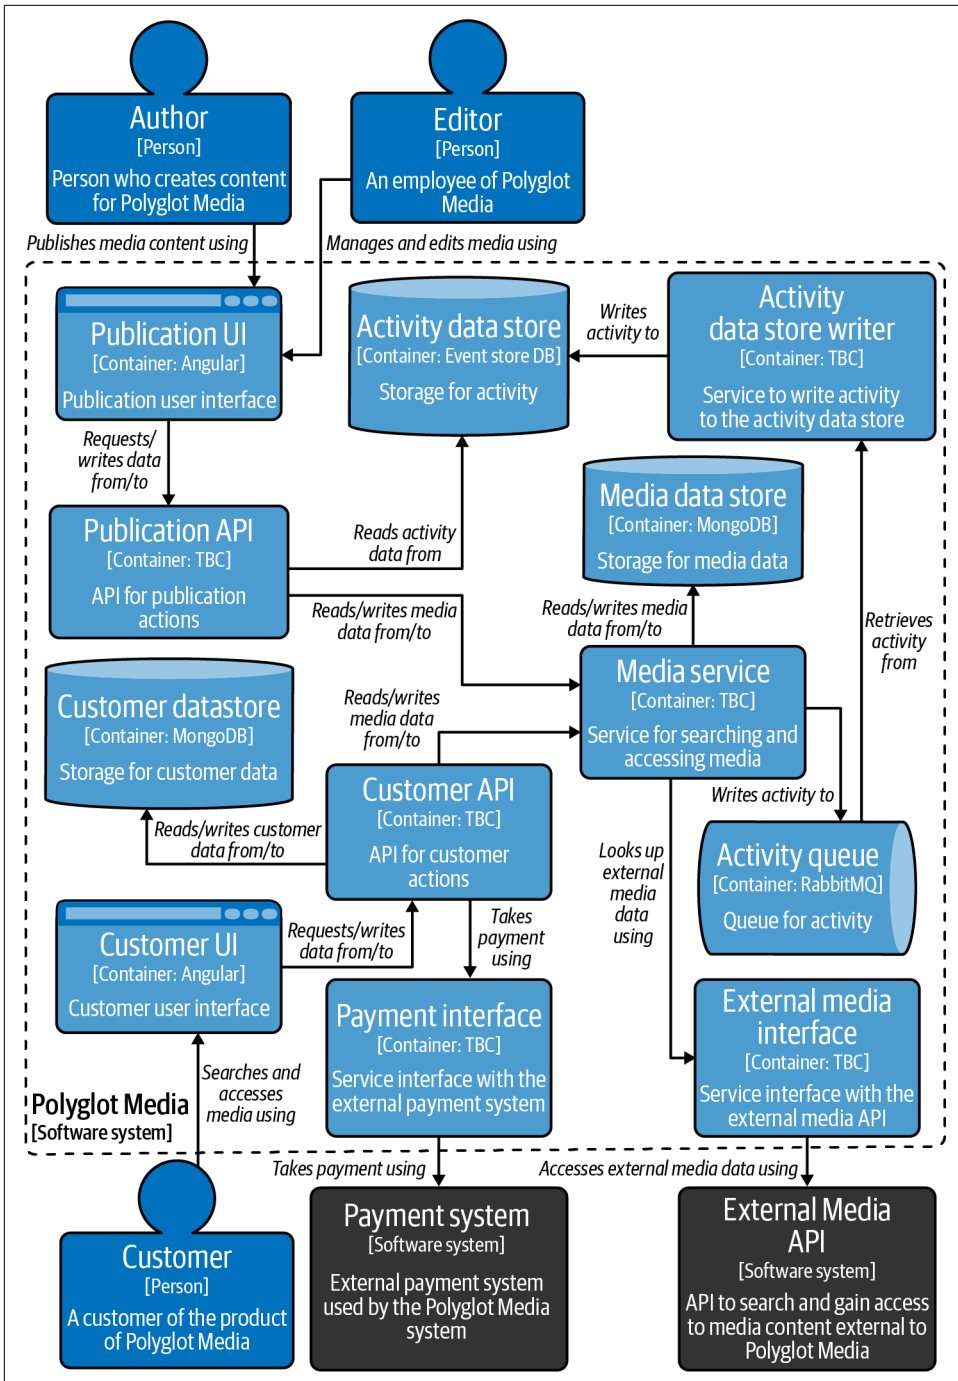 Author
[Person]
Person who creates content
for Polyglot Media
Editor
[Person]
An employee of Polyglot
Media
Publishes media content using
Manages and edits media using
Publication UI
[Container: Angular]
Publication user interface
Activity data store
[Container: Event store DB]
Storage for activity
Writes
activity to
Activity
data store writer
[Container: TBC]
Service to write activity
to the activity data store
Requests/
writes data
from/to
Publication API
[Container: TBC]
API for publication
actions
Reads activity
data from
Media data store
[Container: MongoDB]
Storage for media data
Reads/writes media
data from/to
Reads/writes media
data from/to
Retrieves
activity
from
Customer datastore
[Container: MongoDB]
Storage for customer data
Reads/writes
media data
from/to
Media service
[Container: TBC]
Service for searching and
accessing media
Customer API
[Container: TBC]
API for customer
actions
Reads/writes customer
data from/to
Writes activity to
Looks up
external
media
data
using
Activity queue
[Container: RabbitMQ]
Queue for activity
Customer UI
[Container: Angular]
Customer user interface
Requests/writes
data from/to
Takes
payment
using
Payment interface
[Container: TBC]
Service interface with the
external payment system
External media
interface
[Container: TBC]
Service interface with the
external media API
Searches and
accesses
media using
Polyglot Media
[Software system]
Takes payment using
Accesses external media data using
Customer
[Person]
A customer of the product
of Polyglot Media
Payment system
[Software system]
External payment system
used by the Polyglot Media
system
External Media
API
[Software system]
API to search and gain access
to media content external to
Polyglot Media